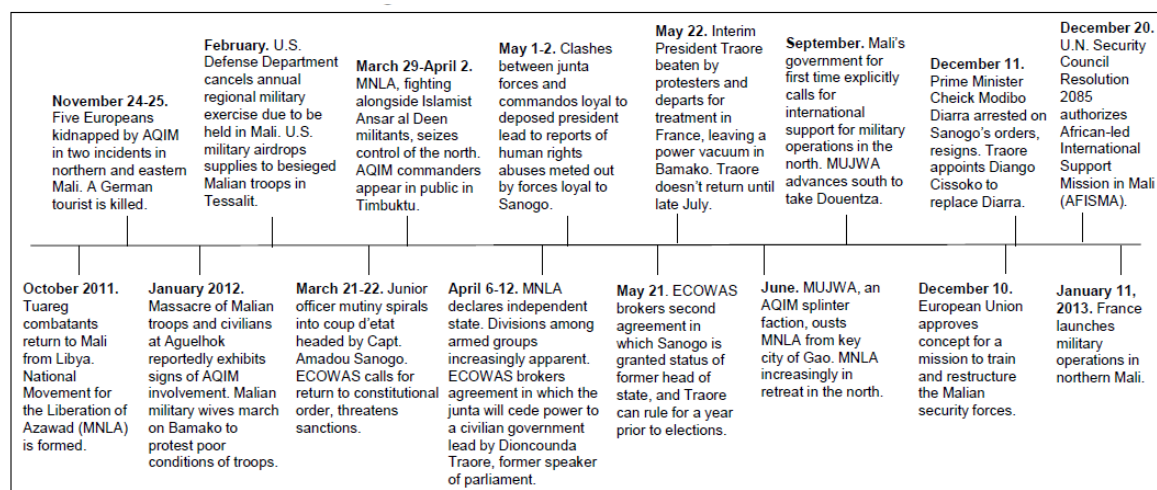 November 24-25.
Five Europeans
kidnapped by AQIM
in two incidents in
northern and eastern
Mali. A German
tourist is killed.
February. U.S.
Defense Department
cancels annual
regional military
exercise due to be
held in Mali. U.S.
military airdrops
supplies to besieged
Malian troops in
Tessalit.
March 29-April 2.
MNLA, fighting
alongside Islamist
Ansar al Deen
militants, seizes
control of the north.
AQIM commanders
appear in public in
Timbuktu.
May 1-2. Clashes
between junta
forces and
commandos loyal to
deposed president
lead to reports of
human rights
abuses meted out
by forces loyal to
Sanogo.
May 22. Interim
President Traore
beaten by
protesters and
departs for
treatment in
France, leaving a
power vacuum in
Bamako. Traore
doesn't return until
late July.
September. Mali's
government for
first time explicitly
calls for
international
support for military
operations in the
north. MUJWA
advances south to
take Douentza.
December 11.
Prime Minister
Cheick Modibo
Diarra arrested on
Sanogo's orders,
resigns. Traore
appoints Diango
Cissoko to
replace Diarra.
December 20.
U.N. Security
Council
Resolution
2085
authorizes
African-led
International
Support
Mission in Mali
(AFISMA).
October 2011.
Tuareg
combatants
return to Mali
from Libya.
National
Movement for
the Liberation of
Azawad (MNLA)
is formed.
January 2012.
Massacre of Malian
troops and civilians
at Aguelhok
reportedly exhibits
signs of AQIM
involvement. Malian
military wives march
on Bamako to
protest poor
conditions of troops.
March 21-22. Junior
officer mutiny spirals
into coup d'etat
headed by Capt.
Amadou Sanogo.
ECOWAS calls for
return to constitutional
order, threatens
sanctions.
April 6-12. MNLA
declares independent
state. Divisions among
armed groups
increasingly apparent.
ECOWAS brokers
agreement in which the
junta will cede power to
a civilian government
lead by Dioncounda
Traore, former speaker
of parliament.
May 21. ECOWAS
brokers second
agreement in
which Sanogo is
granted status of
former head of
state, and Traore
can rule for a year
prior to elections.
June. MUJWA, an
AQIM splinter
faction, ousts
MNLA from key
city of Gao. MNLA
increasingly in
retreat in the north.
December 10.
European Union
approves
concept for a
mission to train
and restructure
the Malian
security forces.
January 11,
2013. France
launches
military
operations in
northern Mali.